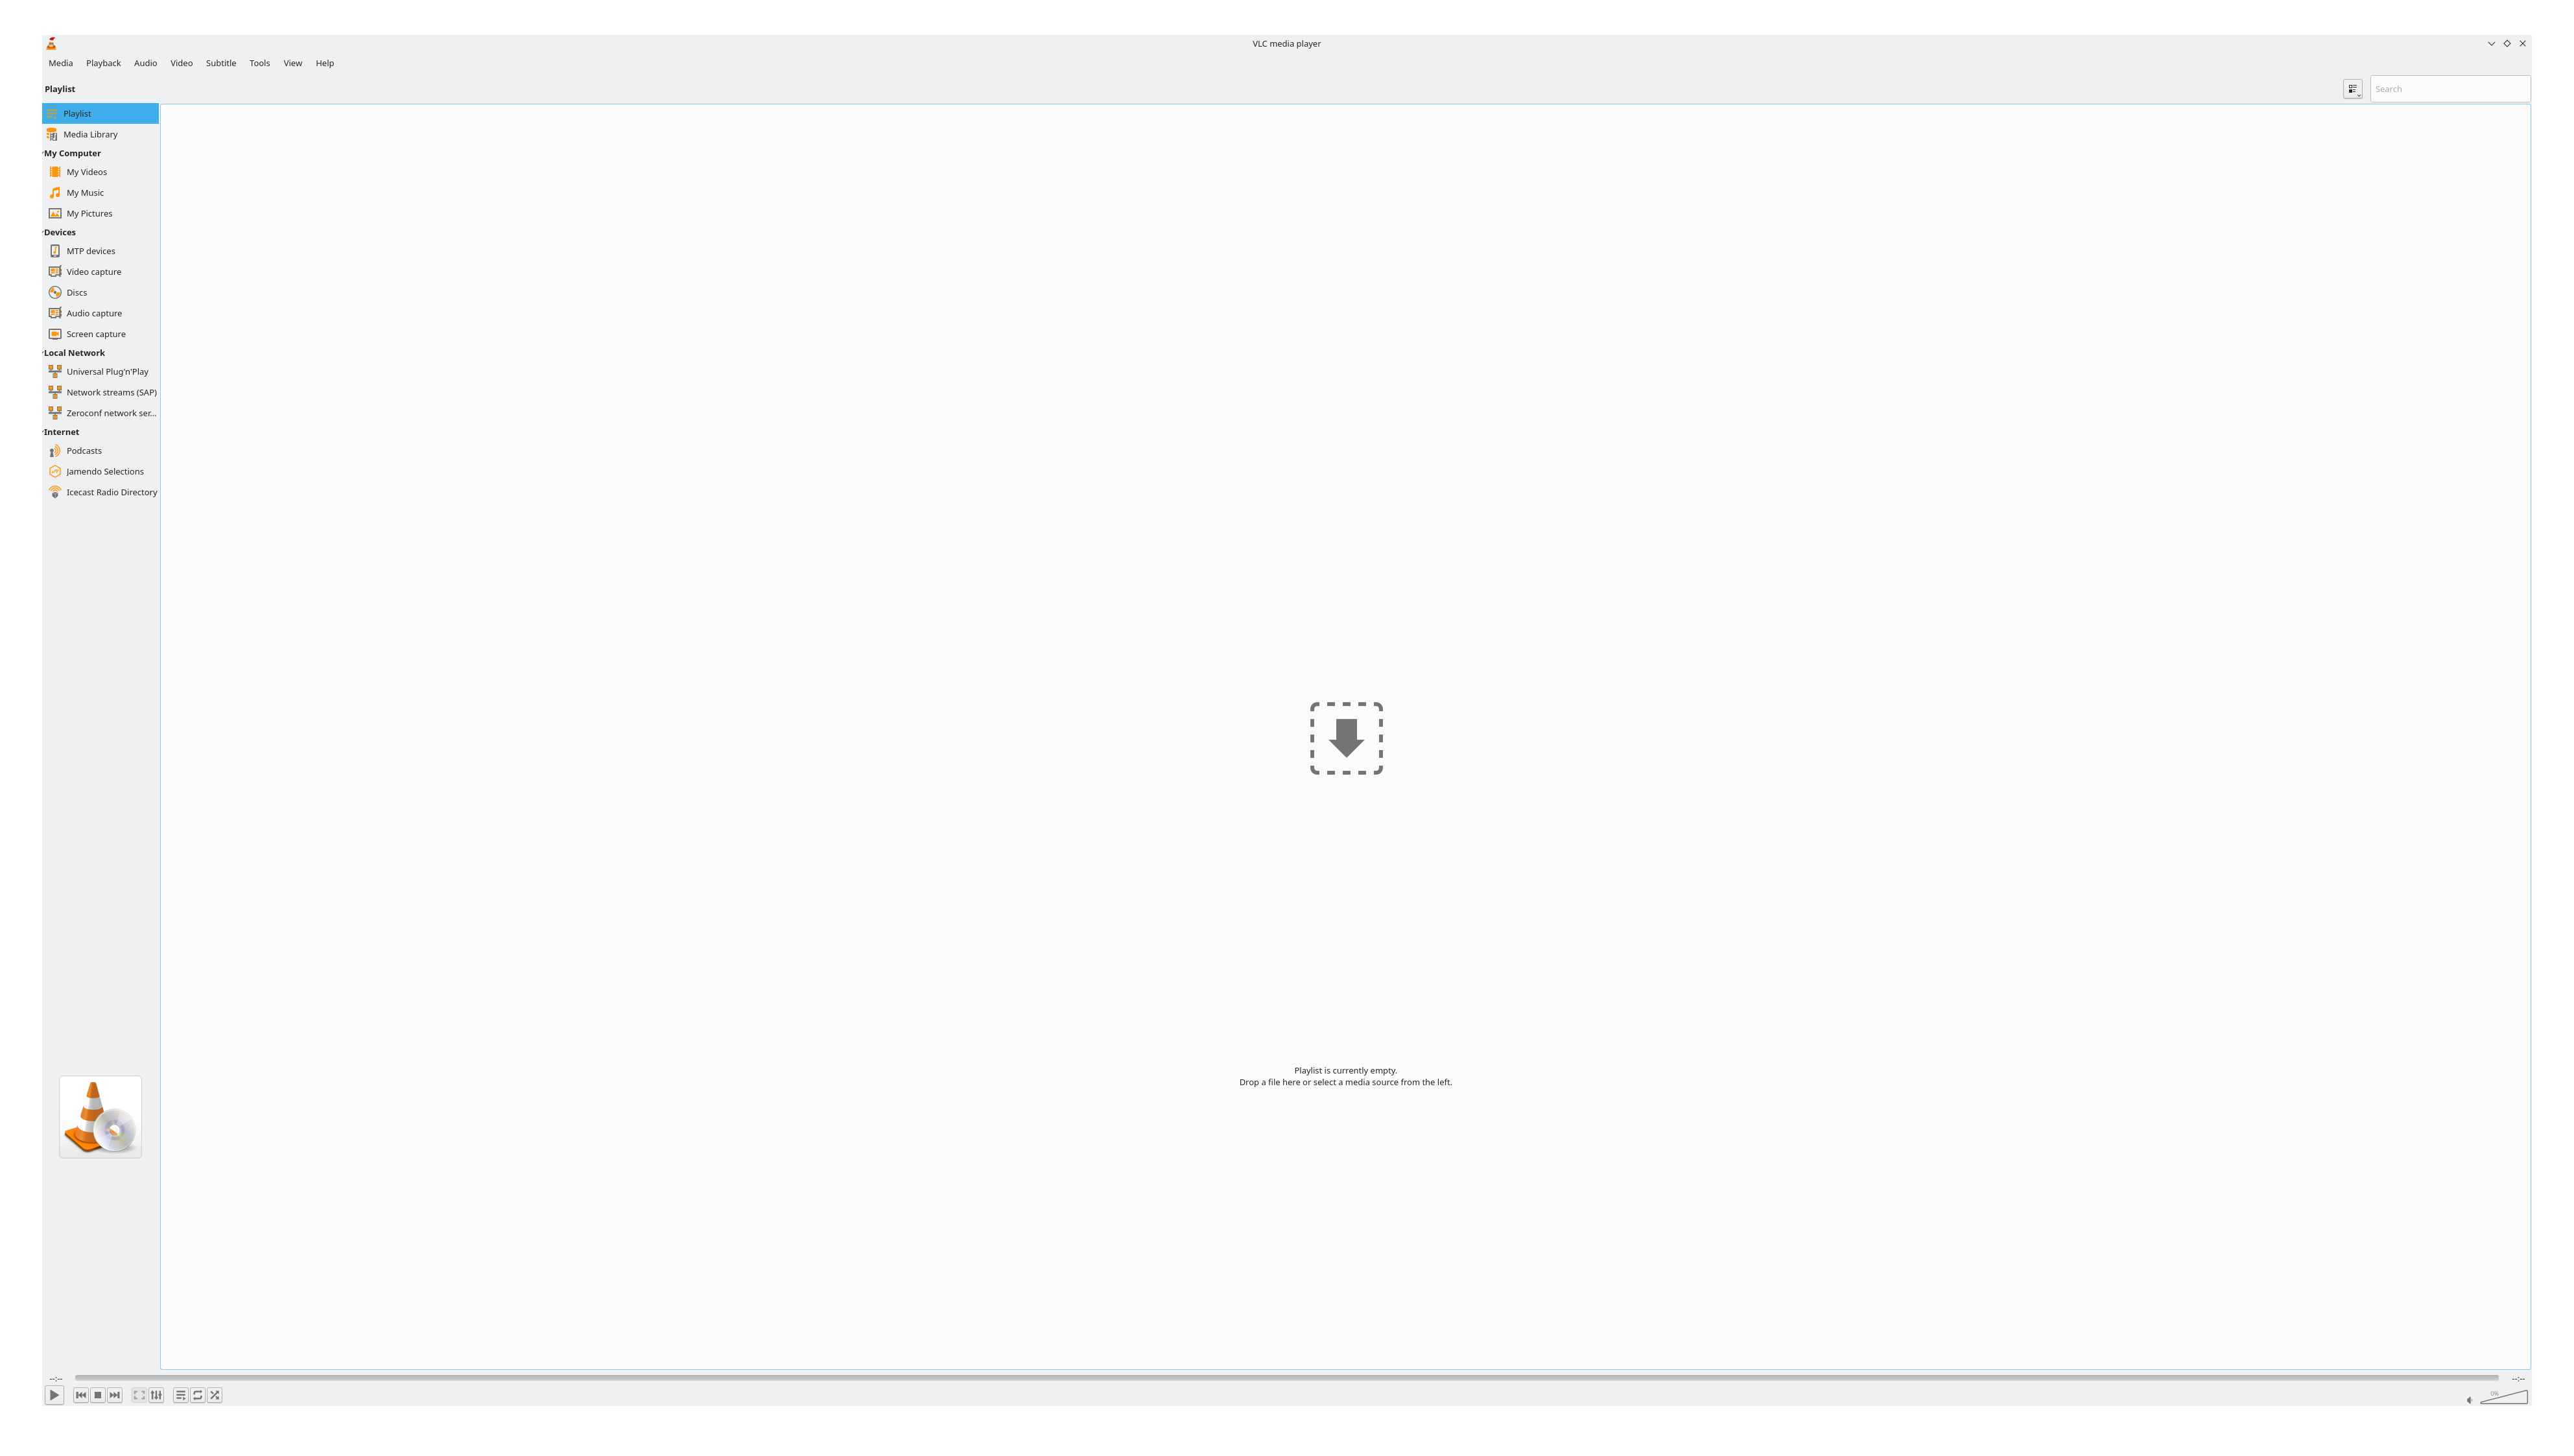 VLC media player
Media Playback Audio Video Subtitle Tools View Help
Playlist
Search
Playlist
Media Library
My Computer
My Videos
My Music
My Pictures
Devices
MTP devices
Video capture
Discs
Audio capture
Screen capture
Local Network
Universal Plug'n'Play
Network streams (SAP)
Zeroconf network ser...
Internet
Podcasts
Jamendo Selections
Icecast Radio Directory
Playlist is currently empty.
Drop a file here or select a media source from the left.
--:-- --:--
0%